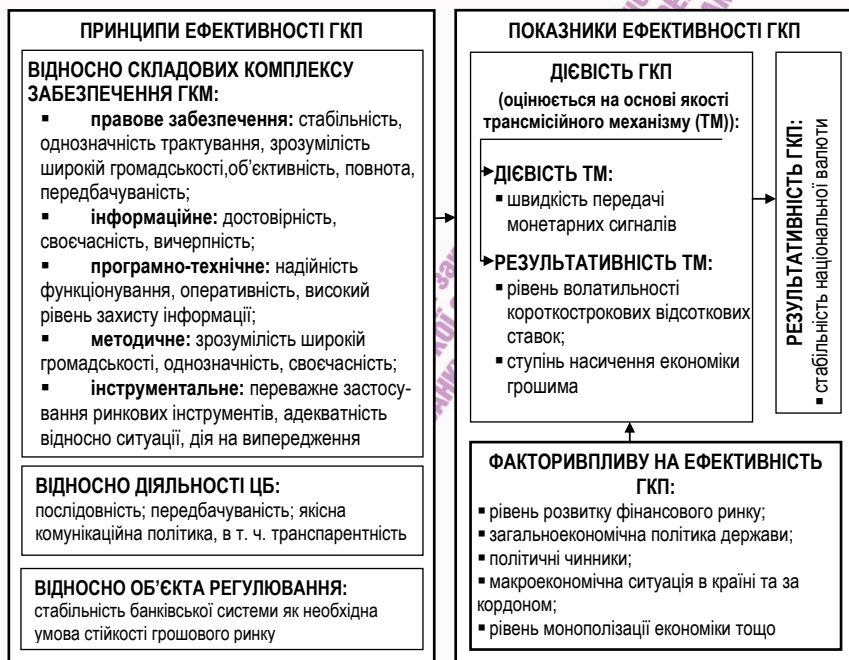 ПРИНЦИПИ ЕФЕКТИВНОСТІ ГКП
ВІДНОСНО СКЛАДОВИХ КОМПЛЕКСУ
ЗАБЕЗПЕЧЕННЯ ГКМ:
▪ правове забезпечення: стабільність,
однозначність трактування, зрозумілість
широкій громадськості,об’єктивність, повнота,
передбачуваність;
▪ інформаційне: достовірність,
своєчасність, вичерпність;
▪ програмно-технічне: надійність
функціонування, оперативність, високий
рівень захисту інформації;
▪ методичне: зрозумілість широкій
громадськості, однозначність, своєчасність;
▪ інструментальне: переважне застосу-
вання ринкових інструментів, адекватність
відносно ситуації, дія на випередження
ВІДНОСНО ДІЯЛЬНОСТІ ЦБ:
послідовність; передбачуваність; якісна
комунікаційна політика, в т. ч. транспарентність
ВІДНОСНО ОБ’ЄКТА РЕГУЛЮВАННЯ:
стабільність банківської системи як необхідна
умова стійкості грошового ринку
ПОКАЗНИКИ ЕФЕКТИВНОСТІ ГКП
ДІЄВІСТЬ ГКП
(оцінюється на основі якості
трансмісійного механізму (ТМ)):
ДІЄВІСТЬ ТМ:
▪ швидкість передачі
монетарних сигналів
РЕЗУЛЬТАТИВНІСТЬ ТМ:
▪ рівень волатильності
короткострокових відсоткових
ставок;
▪ ступінь насичення економіки
грошима
РЕЗУЛЬТАТИВНІСТЬ ГКП:
▪ стабільність національної валюти
ФАКТОРИВПЛИВУ НА ЕФЕКТИВНІСТЬ
ГКП:
▪ рівень розвитку фінансового ринку;
▪ загальноекономічна політика держави;
▪ політичні чинники;
▪ макроекономічна ситуація в країні та за
кордоном;
▪ рівень монополізації економіки тощо